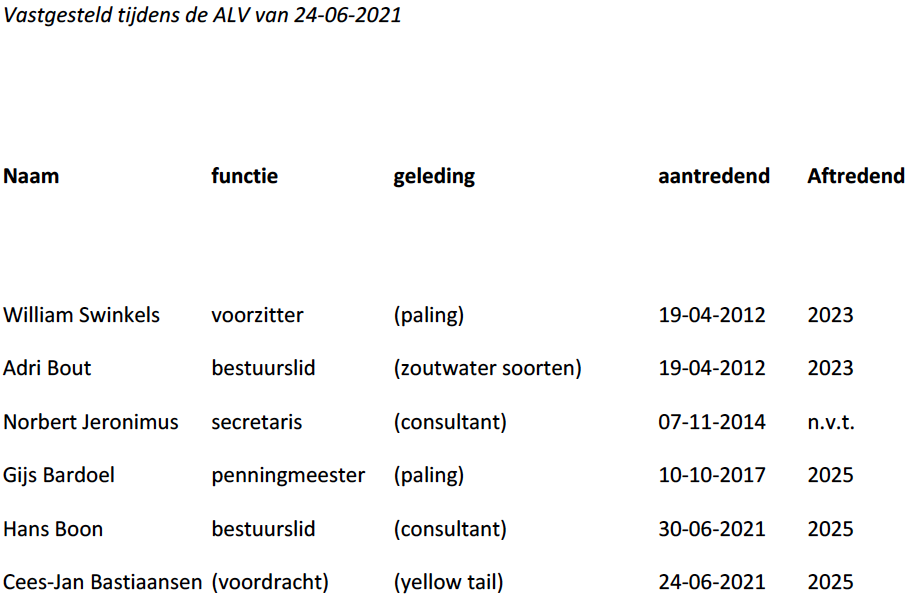 Vastgesteld tijdens de ALV van 24-06-2021
Naam functie geleding aantredend Aftredend
William Swinkels voorzitter (paling) 19-04-2012 2023
Adri Bout bestuurslid (zoutwater soorten) 19-04-2012 2023
Norbert Jeronimus secretaris (consultant) 07-11-2014 n.v.t.
Gijs Bardoel penningmeester (paling) 10-10-2017 2025
Hans Boon bestuurslid (consultant) 30-06-2021 2025
Cees-Jan Bastiaansen (voordracht) (yellow tail) 24-06-2021 2025